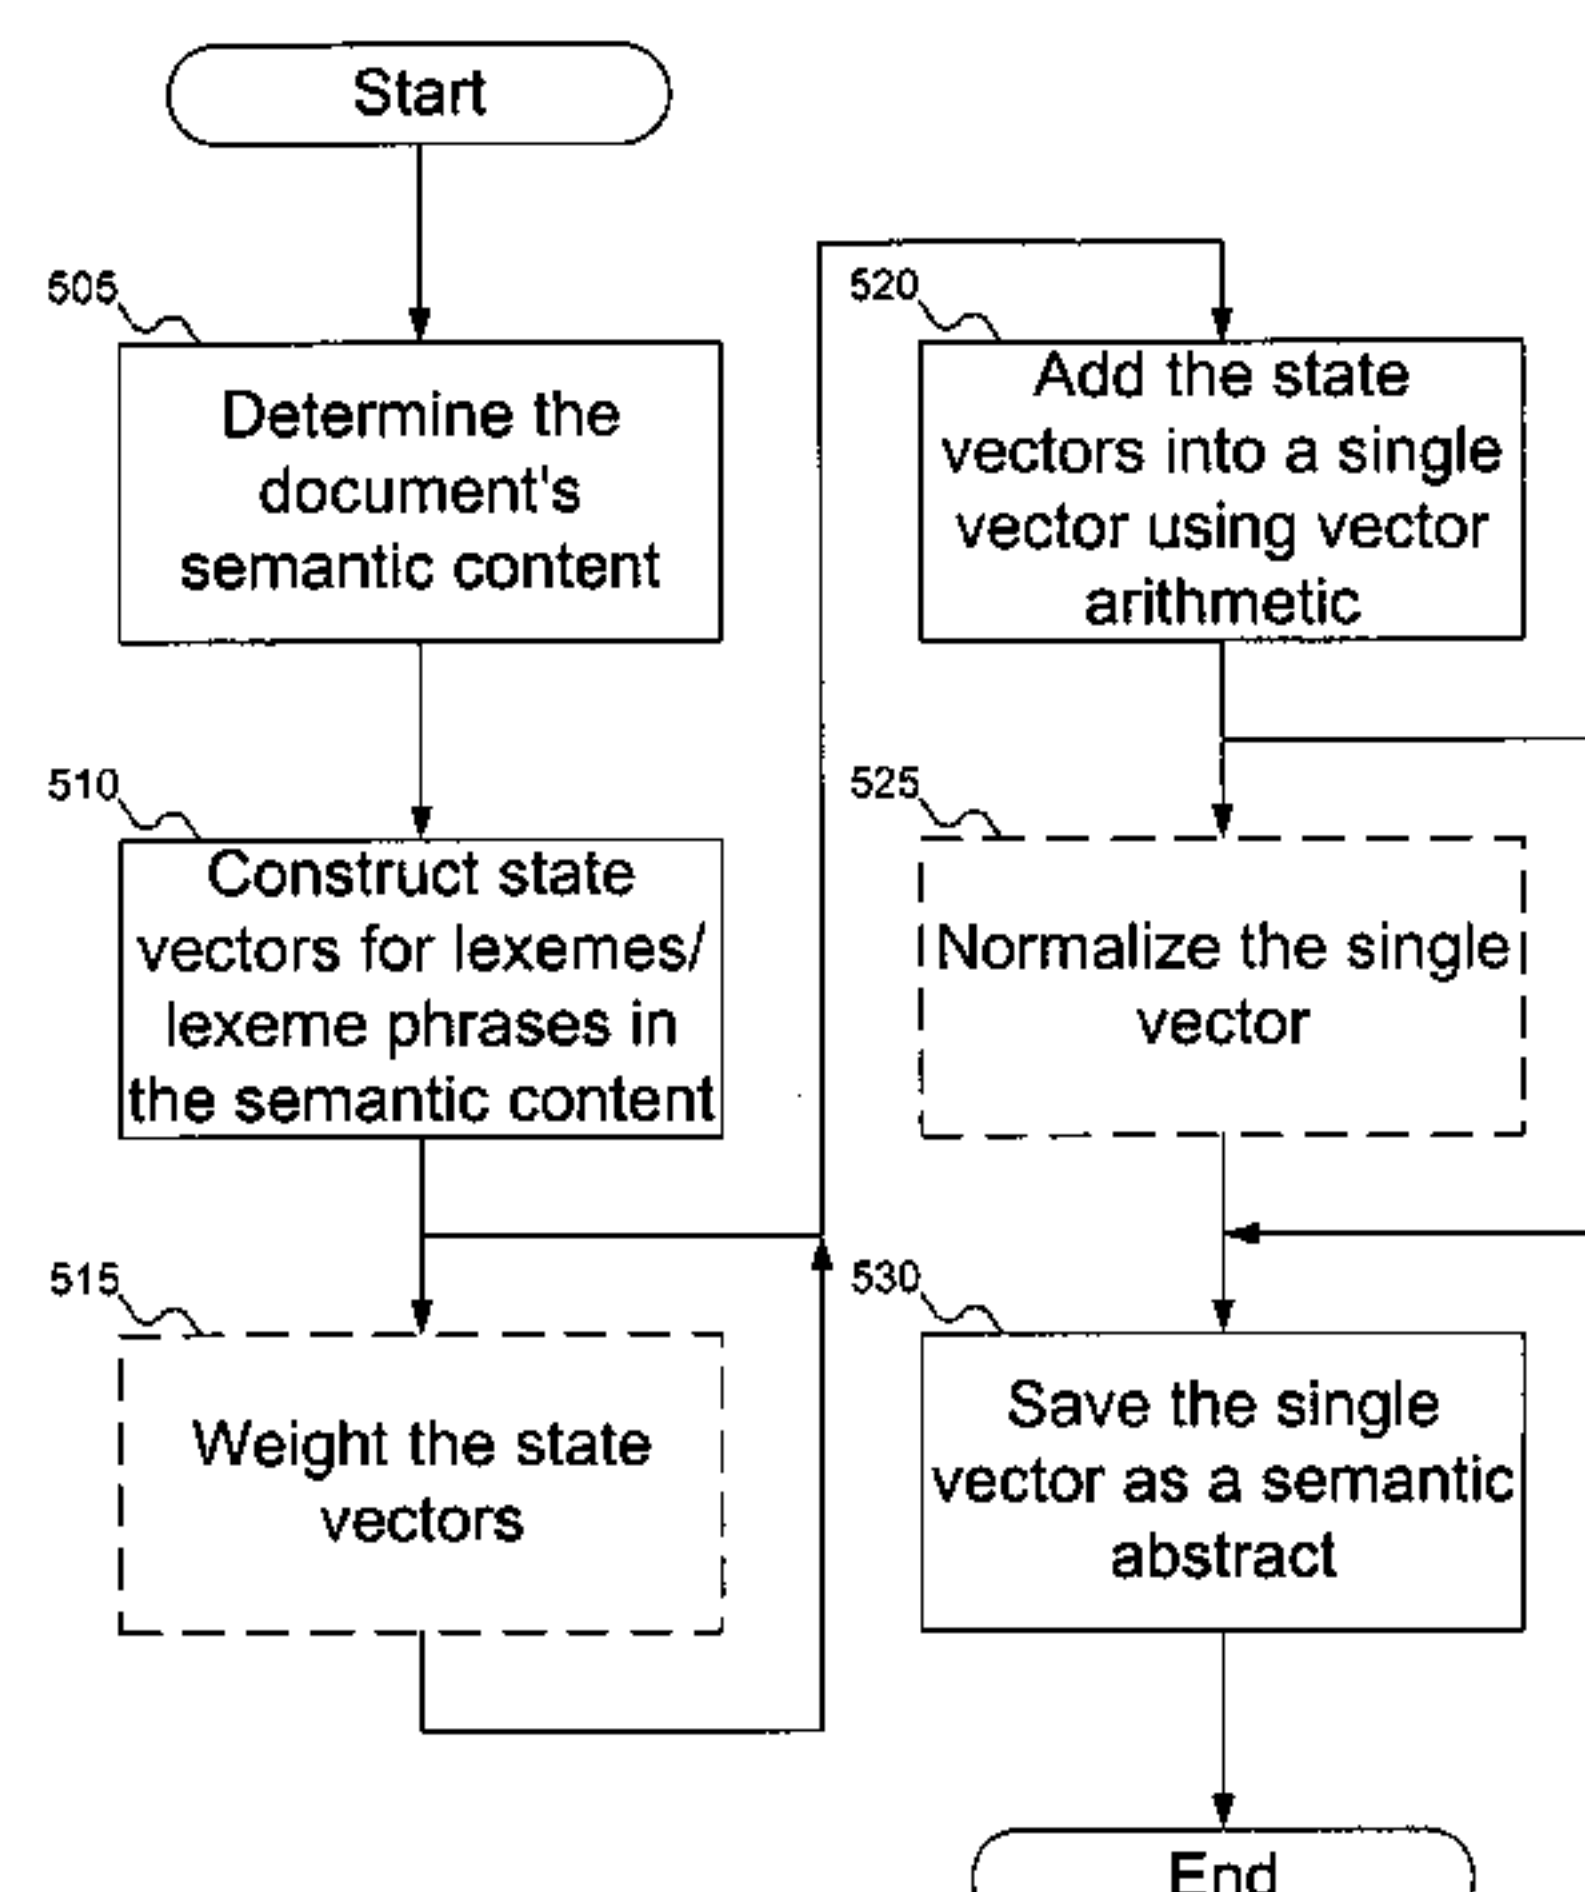 Start
505
Determine the
document's
semantic content
510
Construct state
vectors for lexemes/
lexeme phrases in
the semantic content
515
Weight the state
vectors
520
Add the state
vectors into a single
vector using vector
arithmetic
525
Normalize the single
vector
530
Save the single
vector as a semantic
abstract
End